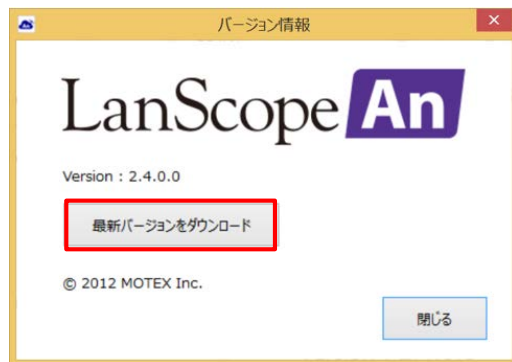 バージョン情報
LanScope An
Version : 2.4.0.0
最新バージョンをダウンロード
© 2012 MOTEX Inc.
閉じる